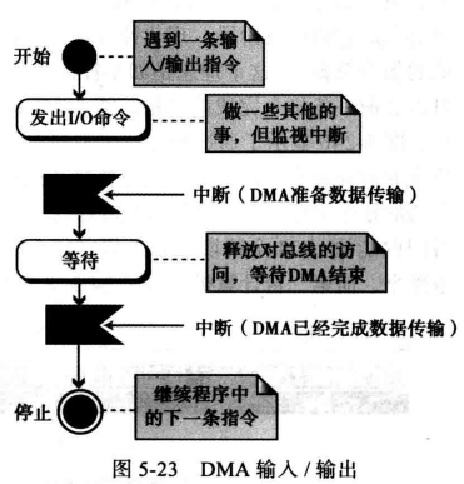 开始
遇到一条输
入/输出指令
发出I/O命令
做一些其他的
事，但监视中断
中断（DMA准备数据传输）
等待
释放对总线的访
问，等待DMA结束
中断（DMA已经完成数据传输）
停止
继续程序中
的下一条指令
图 5-23 DMA 输入 / 输出